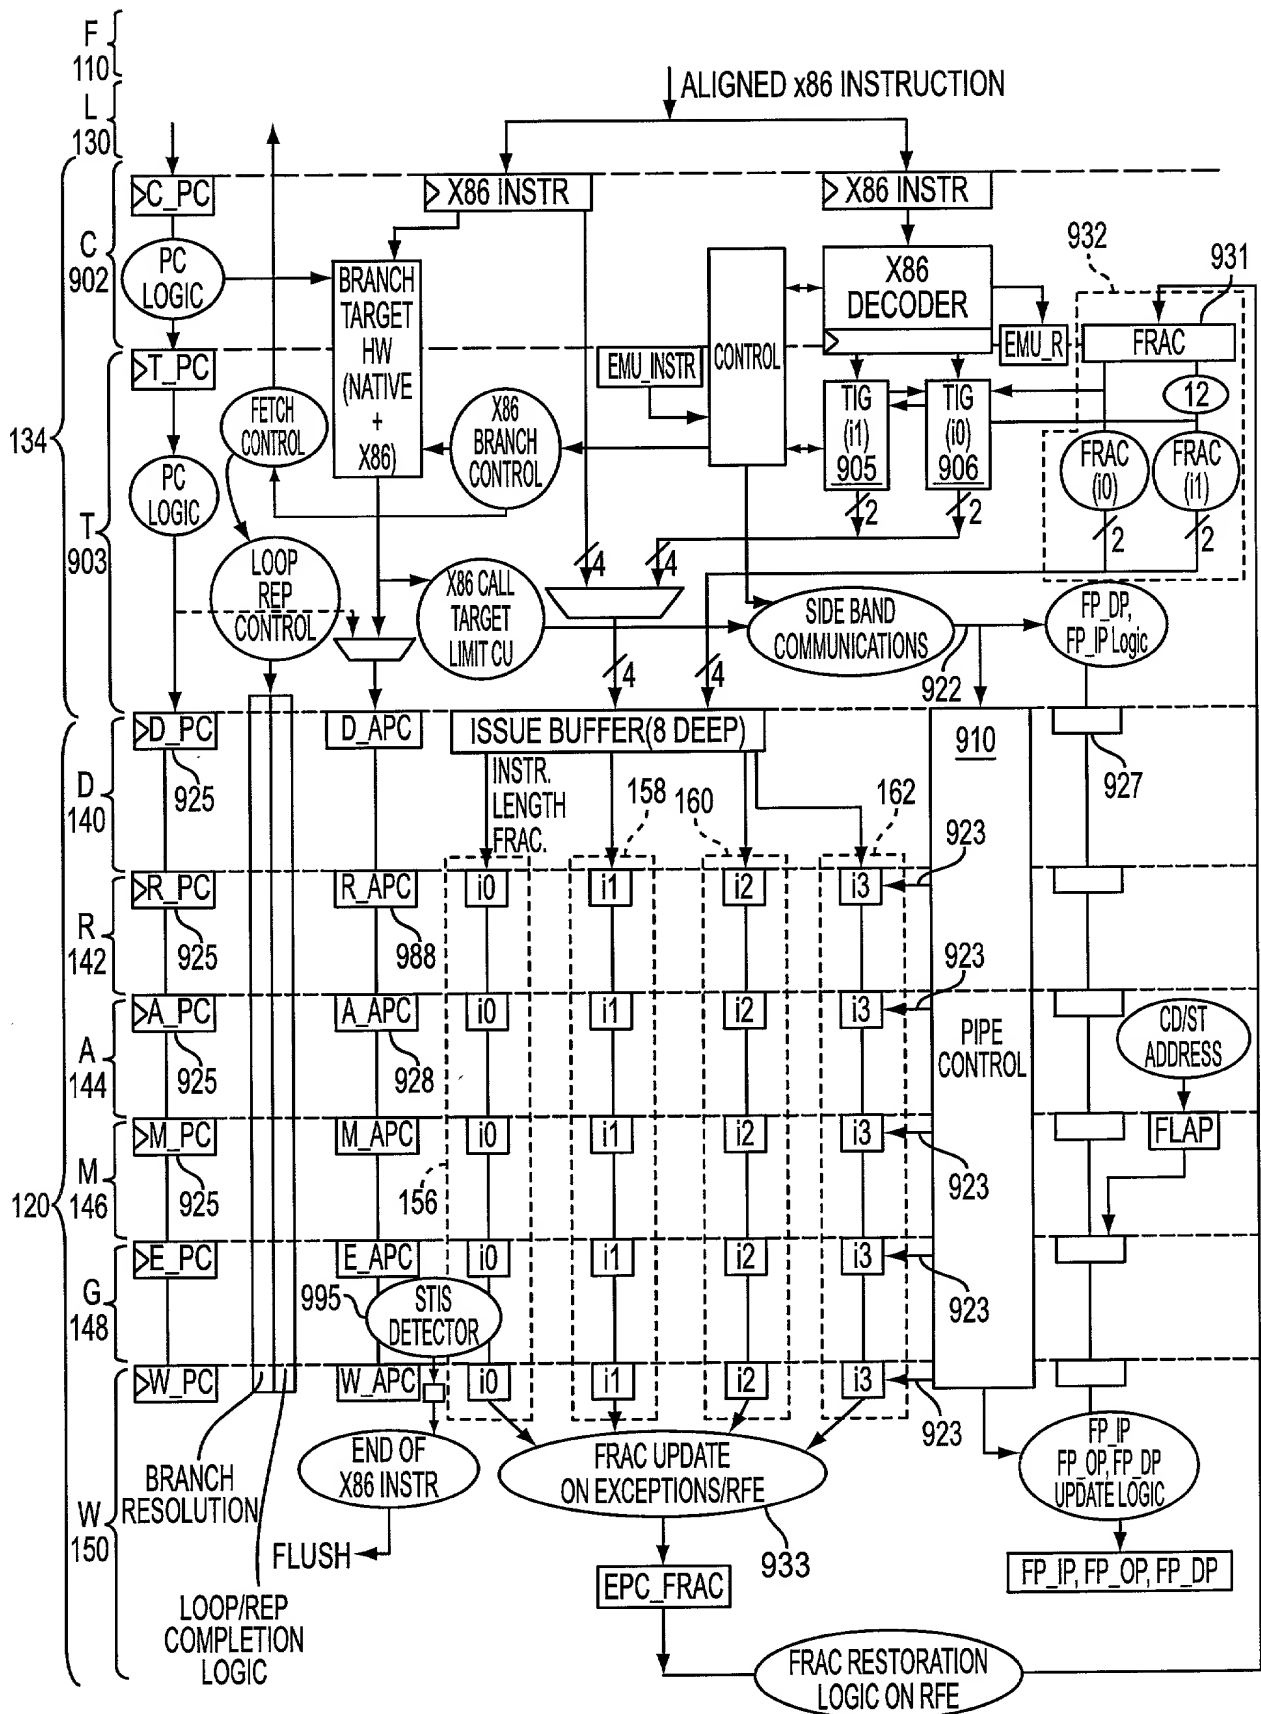 F
110
L
130
ALIGNED x86 INSTRUCTION
C_PC
X86 INSTR
X86 INSTR
C
902
PC
LOGIC
BRANCH
TARGET
HW
(NATIVE
+
X86)
CONTROL
X86
DECODER
932
931
EMU_R
FRAC
T_PC
EMU_INSTR
FETCH
CONTROL
X86
BRANCH
CONTROL
TIG
(i1)
905
TIG
(i0)
906
12
FRAC
(i0)
FRAC
(i1)
134
PC
LOGIC
2
2
2
2
T
903
LOOP
REP
CONTROL
4
4
X86 CALL
TARGET
LIMIT CU
SIDE BAND
COMMUNICATIONS
FP_DP,
FP_IP Logic
4
4
922
D_PC
D_APC
ISSUE BUFFER(8 DEEP)
910
925
927
D
140
INSTR.
LENGTH
FRAC.
158
160
162
923
R_PC
R_APC
i0
i1
i2
i3
R
142
925
988
923
A_PC
A_APC
i0
i1
i2
i3
PIPE
CONTROL
CD/ST
ADDRESS
A
144
925
928
923
M_PC
M_APC
i0
i1
i2
i3
FLAP
M
146
120
925
156
923
E_PC
E_APC
i0
i1
i2
i3
G
148
995
STIS
DETECTOR
923
W_PC
W_APC
i0
i1
i2
i3
923
W
150
BRANCH
RESOLUTION
END OF
X86 INSTR
FRAC UPDATE
ON EXCEPTIONS/RFE
FP_IP
FP_OP, FP_DP
UPDATE LOGIC
FLUSH
933
EPC_FRAC
FP_IP, FP_OP, FP_DP
LOOP/REP
COMPLETION
LOGIC
FRAC RESTORATION
LOGIC ON RFE